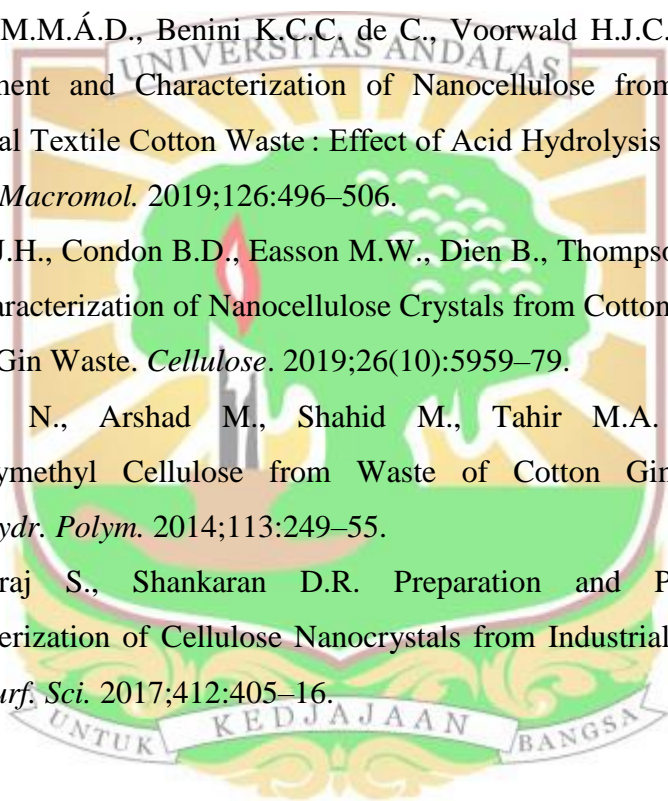 M.M.Á.D., Benini K.C.C. de C., Voorwald H.J.C.
UNIVERSITAS ANDALAS
ment and Characterization of Nanocellulose from
al Textile Cotton Waste : Effect of Acid Hydrolysis
Macromol. 2019;126:496–506.
J.H., Condon B.D., Easson M.W., Dien B., Thompso
aracterization of Nanocellulose Crystals from Cotton
Gin Waste. Cellulose. 2019;26(10):5959–79.
N., Arshad M., Shahid M., Tahir M.A.
ymethyl Cellulose from Waste of Cotton Gin
ydr. Polym. 2014;113:249–55.
raj S., Shankaran D.R. Preparation and P
erization of Cellulose Nanocrystals from Industrial
urf. Sci. 2017;412:405–16.
UNTUK KEDJAJAAN BANGSA